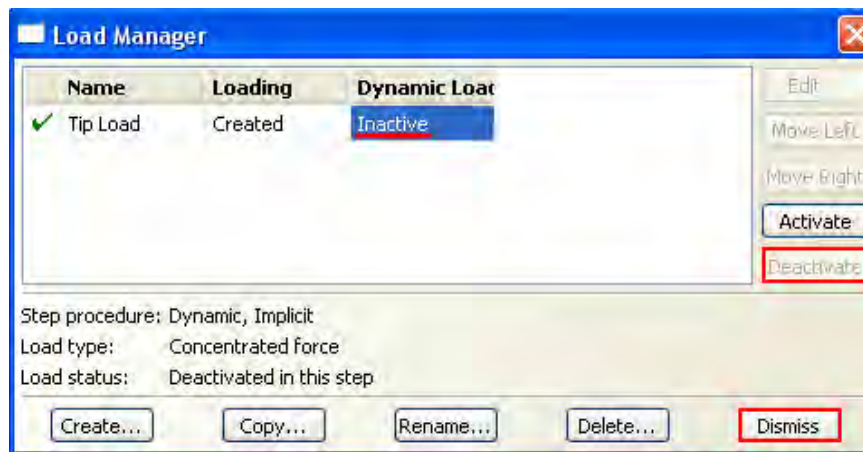 Load Manager
Name Loading Dynamic Load
Edit
Tip Load Created Inactive
Move Left
Move Right
Activate
Deactivate
Step procedure: Dynamic, Implicit
Load type: Concentrated force
Load status: Deactivated in this step
Create... Copy... Rename... Delete... Dismiss